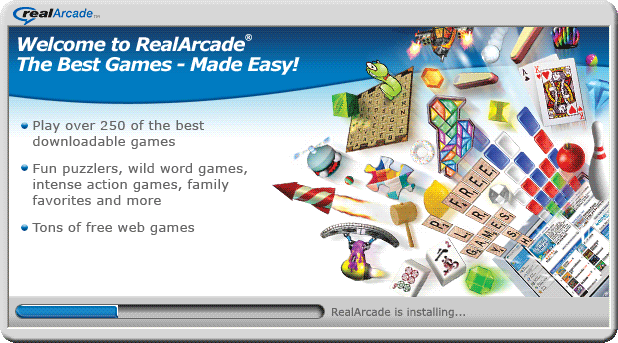 realArcade™
Welcome to RealArcade®
The Best Games - Made Easy!
Play over 250 of the best
downloadable games
Fun puzzlers, wild word games,
intense action games, family
favorites and more
Tons of free web games
A
K
FREE
GAMES
RealArcade is installing...